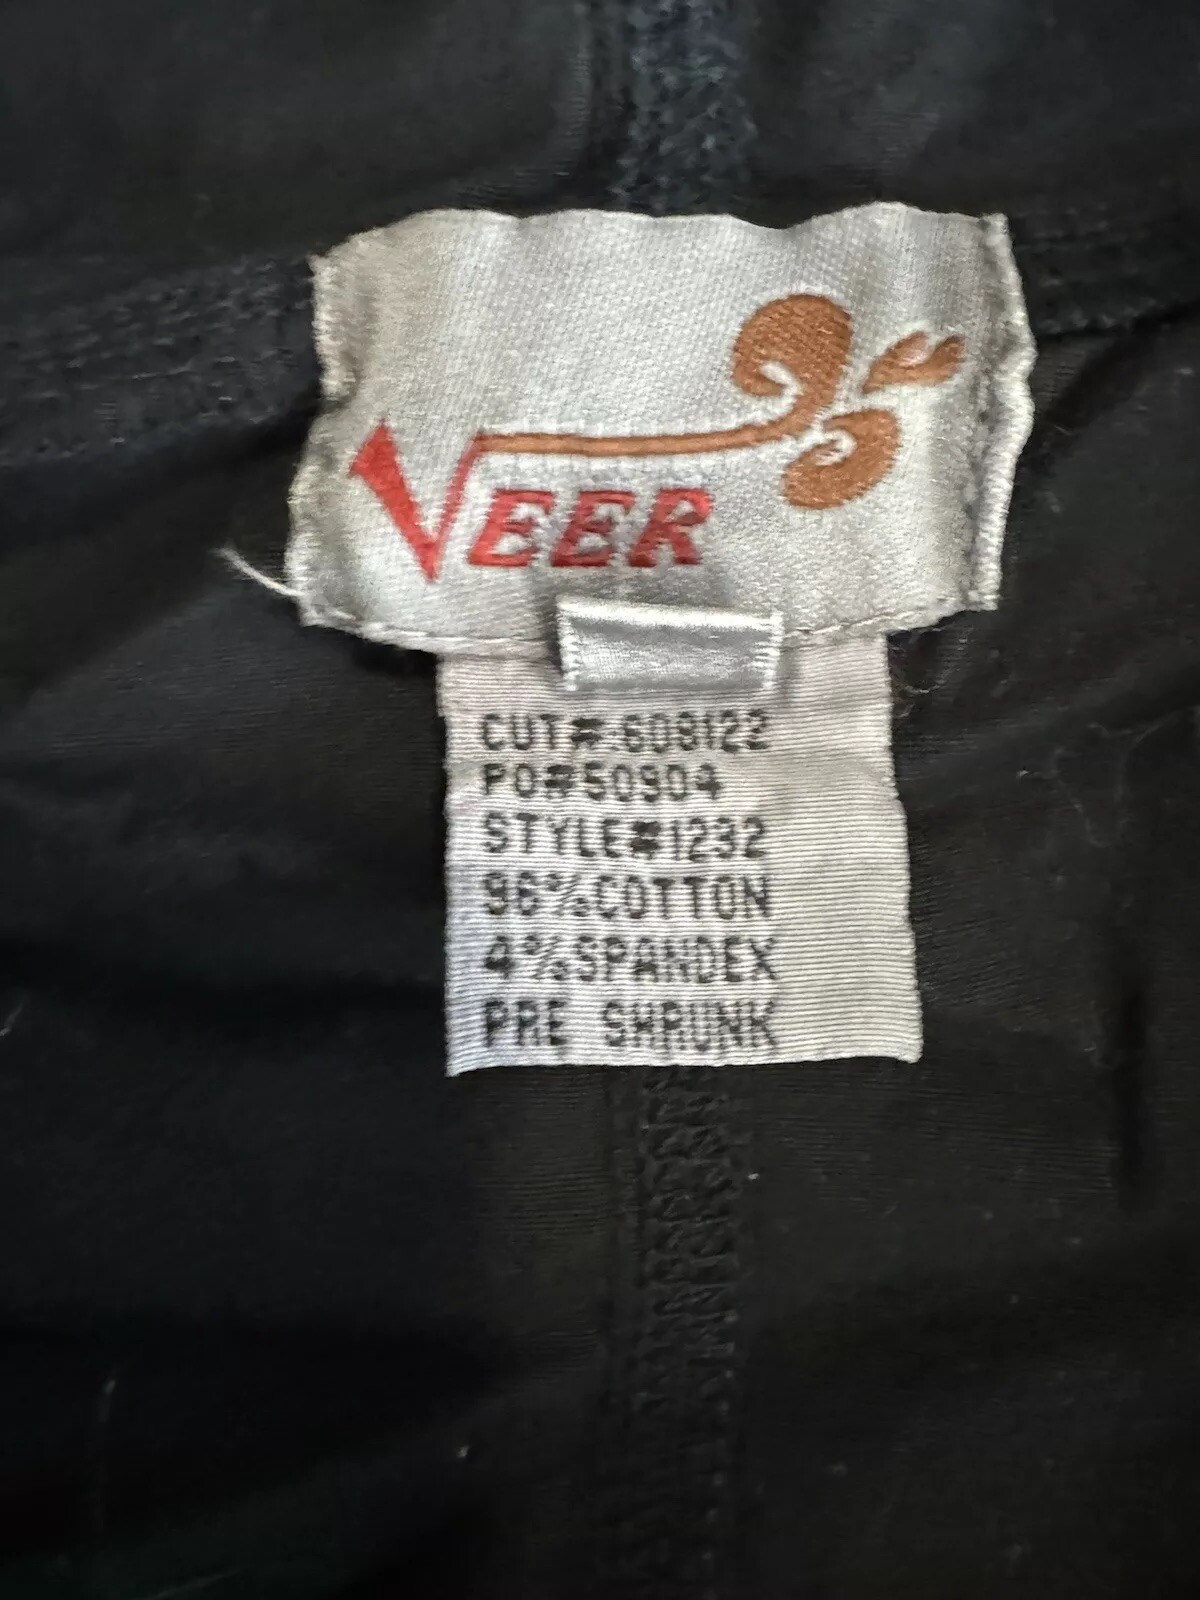 VEER
CUT#:608122
PO#50904
STYLE#1232
96%COTTON
4%SPANDEX
PRE SHRUNK